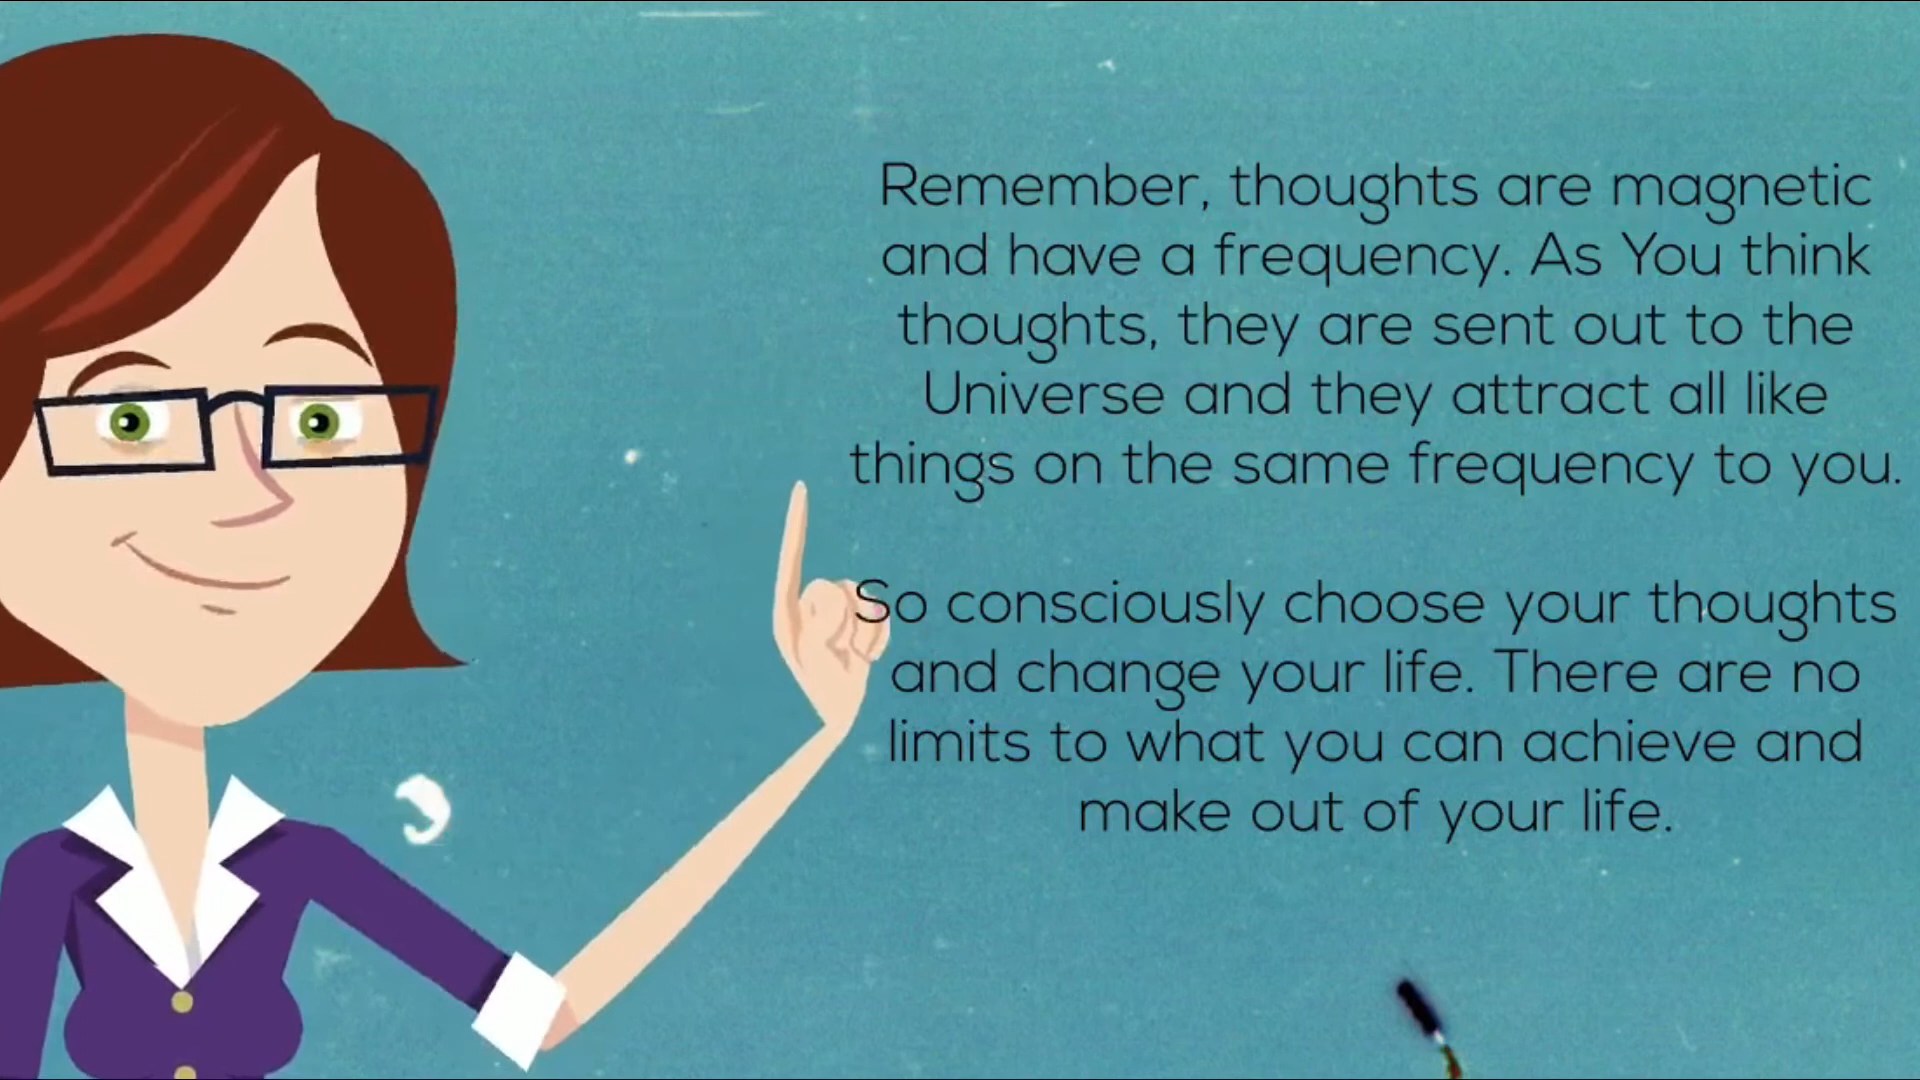 Remember, thoughts are magnetic
and have a frequency. As You think
thoughts, they are sent out to the
Universe and they attract all like
things on the same frequency to you.
So consciously choose your thoughts
and change your life. There are no
limits to what you can achieve and
make out of your life.